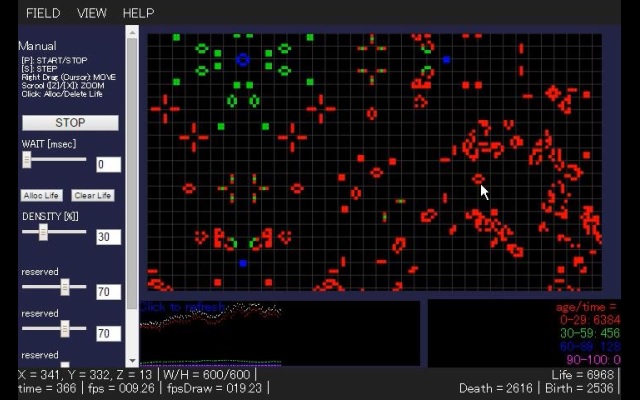 FIELD VIEW HELP
Manual
[P]: START/STOP
[S]: STEP
Right Drag (Cursor): MOVE
Scrool ([Z]/[X]): ZOOM
Click: Alloc/Delete Life
STOP
WAIT [msec]
0
Alloc Life Clear Life
DENSITY [%]
30
reserved
70
reserved
70
reserved
Click to refresh
age/time =
0-29: 6384
30-59: 456
60-89: 128
90-100: 0
X = 341, Y = 332, Z = 13 | W/H = 600/600 |
Life = 6968 |
time = 366 | fps = 009.26 | fpsDraw = 019.23 |
Death = 2616 | Birth = 2536 |